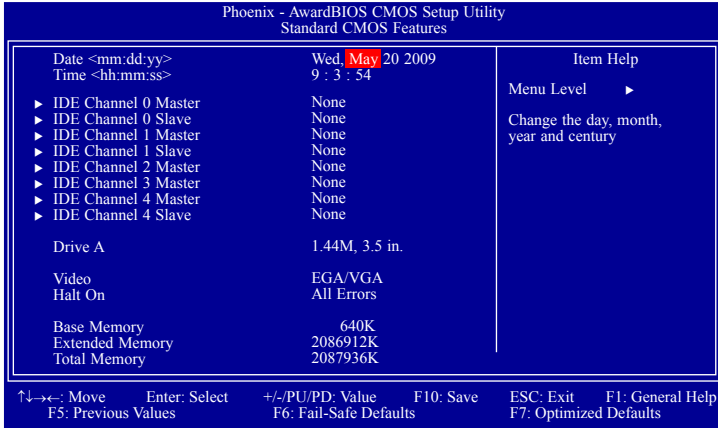 Phoenix - AwardBIOS CMOS Setup Utility
Standard CMOS Features
Date <mm:dd:yy> Wed, May 20 2009
Time <hh:mm:ss> 9 : 3 : 54
▶ IDE Channel 0 Master None
▶ IDE Channel 0 Slave None
▶ IDE Channel 1 Master None
▶ IDE Channel 1 Slave None
▶ IDE Channel 2 Master None
▶ IDE Channel 3 Master None
▶ IDE Channel 4 Master None
▶ IDE Channel 4 Slave None
Drive A 1.44M, 3.5 in.
Video EGA/VGA
Halt On All Errors
Base Memory 640K
Extended Memory 2086912K
Total Memory 2087936K
Item Help
Menu Level ▶
Change the day, month,
year and century
↑↓→←: Move Enter: Select +/-/PU/PD: Value F10: Save ESC: Exit F1: General Help
F5: Previous Values F6: Fail-Safe Defaults F7: Optimized Defaults